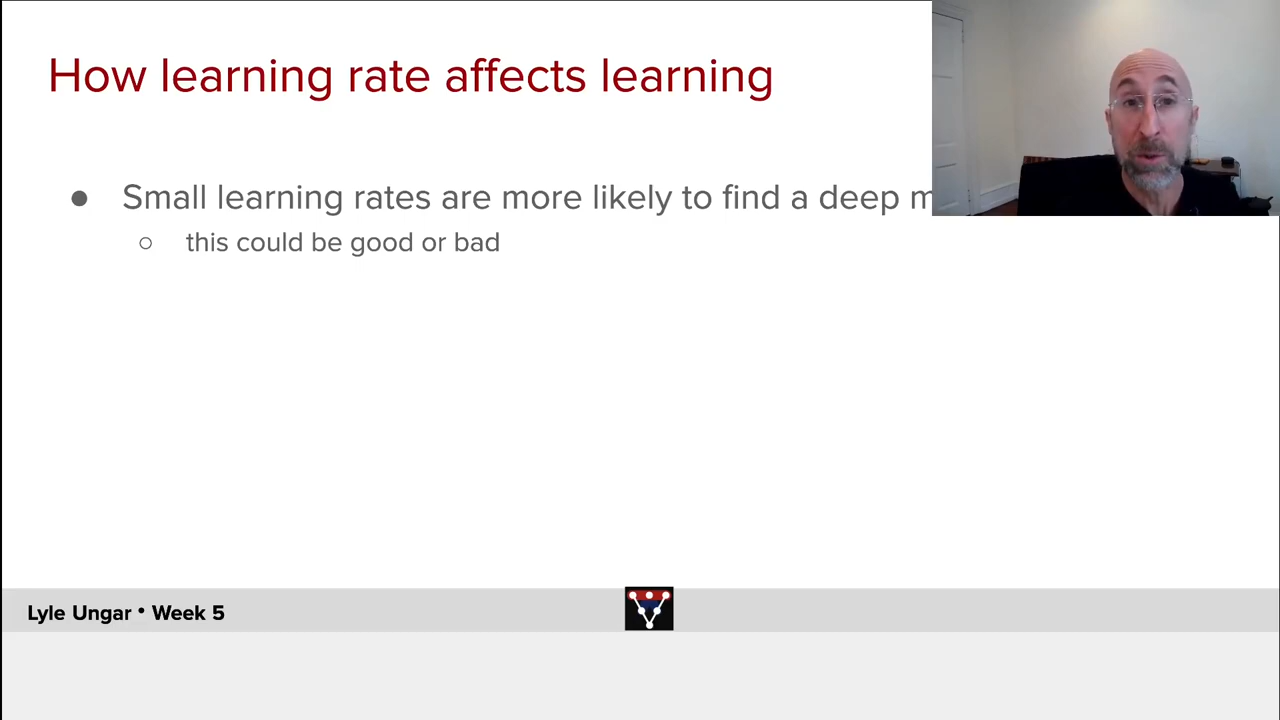 How learning rate affects learning
● Small learning rates are more likely to find a deep
○ this could be good or bad
Lyle Ungar • Week 5